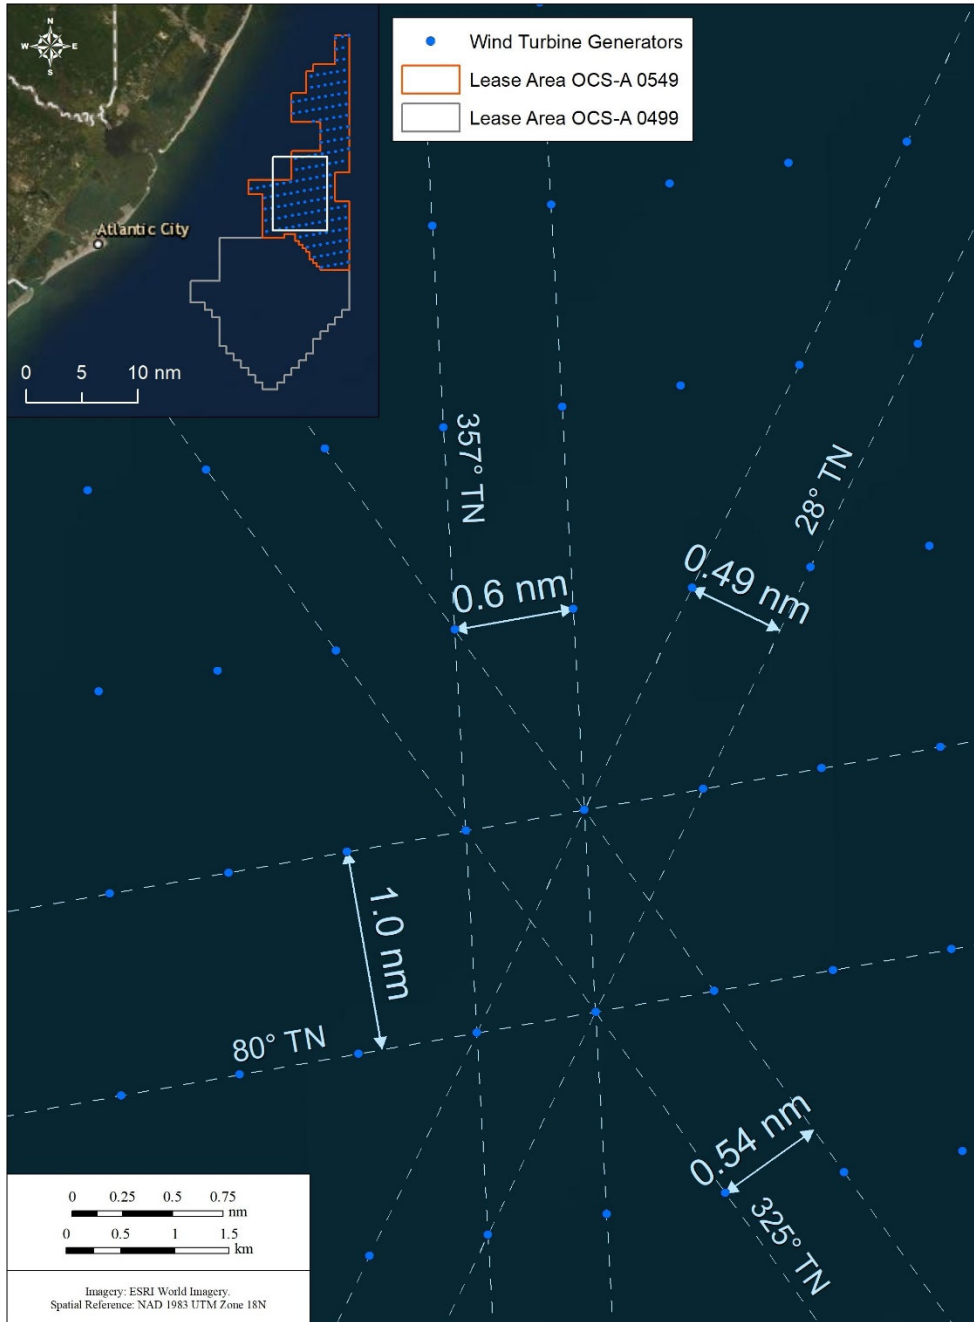 N
W E
S
Atlantic City
0 5 10 nm
Wind Turbine Generators
Lease Area OCS-A 0549
Lease Area OCS-A 0499
357° TN
28° TN
0.6 nm
0.49 nm
1.0 nm
80° TN
0.54 nm
325° TN
0 0.25 0.5 0.75
nm
0 0.5 1 1.5
km
Imagery: ESRI World Imagery.
Spatial Reference: NAD 1983 UTM Zone 18N